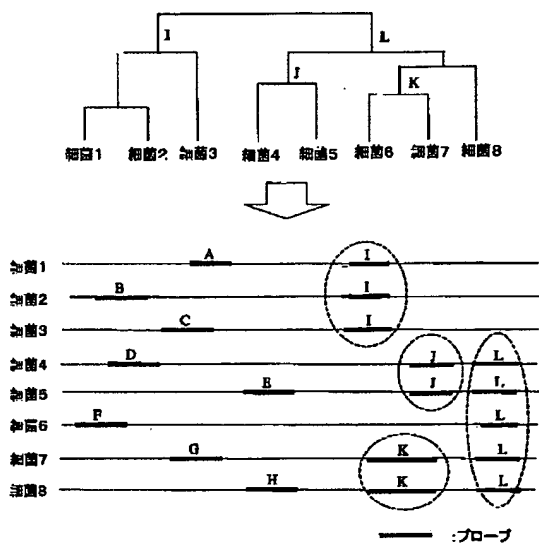 I L
J K
細菌1 細菌2 細菌3 細菌4 細菌5 細菌6 細菌7 細菌8
細菌1 A I
細菌2 B I
細菌3 C I
細菌4 D J L
細菌5 E J L
細菌6 F L
細菌7 G K L
細菌8 H K L
:プローブ